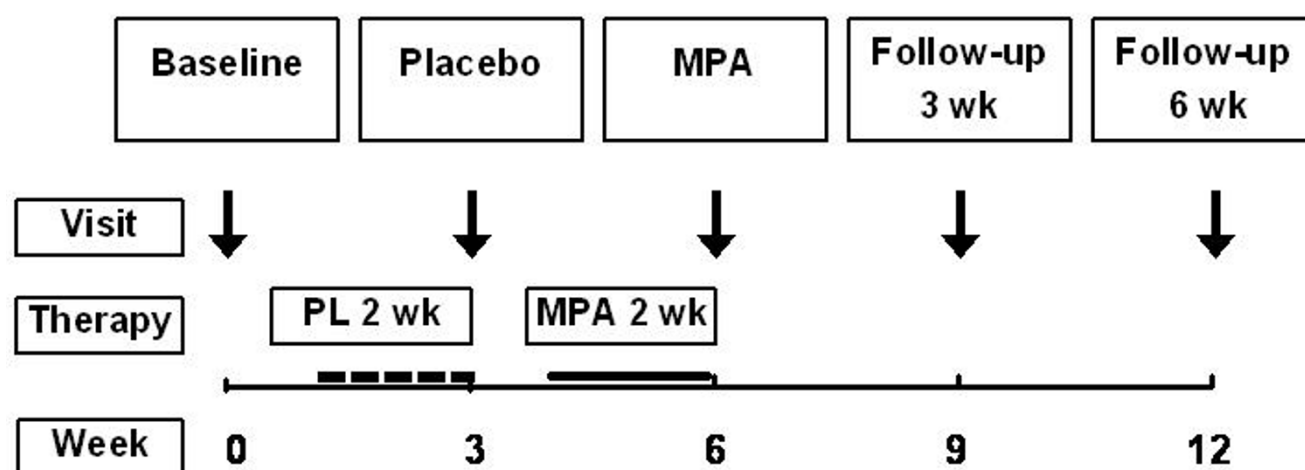 Baseline
Placebo
MPA
Follow-up
3 wk
Follow-up
6 wk
Visit
Therapy
PL 2 wk
MPA 2 wk
Week
0
3
6
9
12